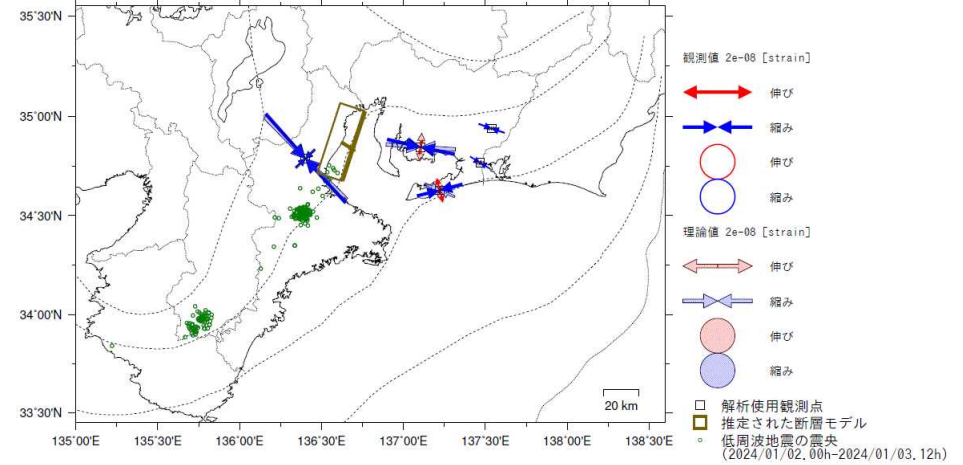 35°30'N
35°00'N
34°30'N
34°00'N
33°30'N
135°00'E
135°30'E
136°00'E
136°30'E
137°00'E
137°30'E
138°00'E
138°30'E
20 km
観測値 2e-08 [strain]
伸び
縮み
伸び
縮み
理論値 2e-08 [strain]
伸び
縮み
伸び
縮み
解析使用観測点
推定された断層モデル
低周波地震の震央
(2024/01/02.00h-2024/01/03.12h)